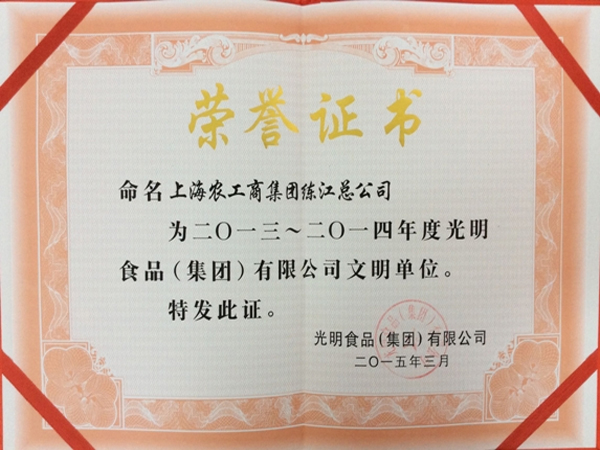 荣誉证书
命名上海农工商集团练江总公司
为二〇一三～二〇一四年度光明
食品（集团）有限公司文明单位。
特发此证。
光明食品（集团）有限公司
二〇一五年三月